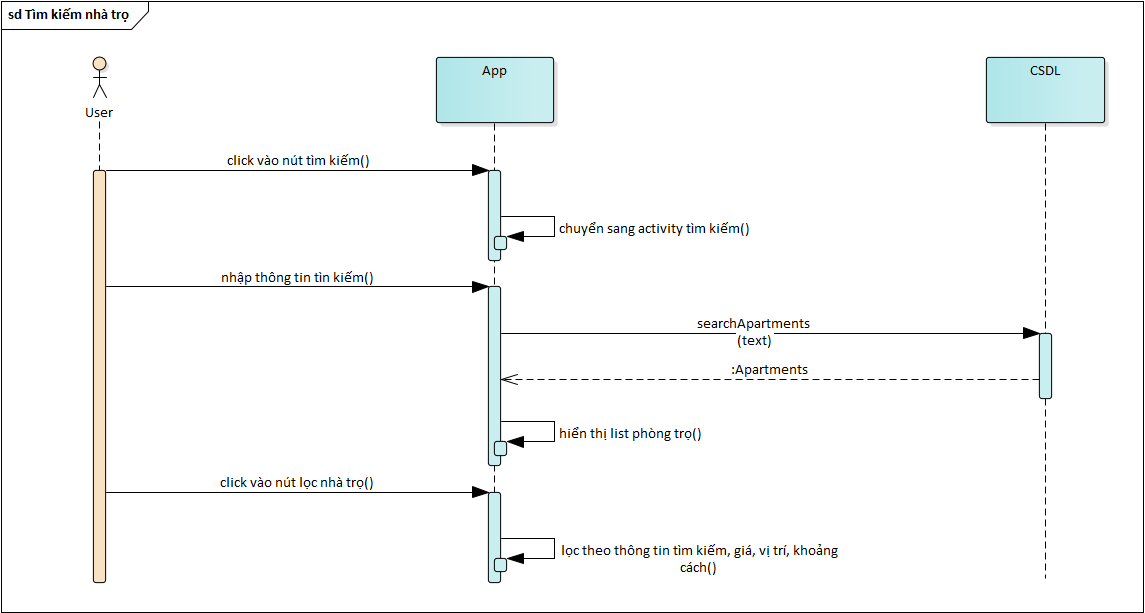 sd Tìm kiếm nhà trọ
User
App
CSDL
click vào nút tìm kiếm()
chuyển sang activity tìm kiếm()
nhập thông tin tìn kiếm()
searchApartments
(text)
:Apartments
hiển thị list phòng trọ()
click vào nút lọc nhà trọ()
lọc theo thông tin tìm kiếm, giá, vị trí, khoảng
cách()